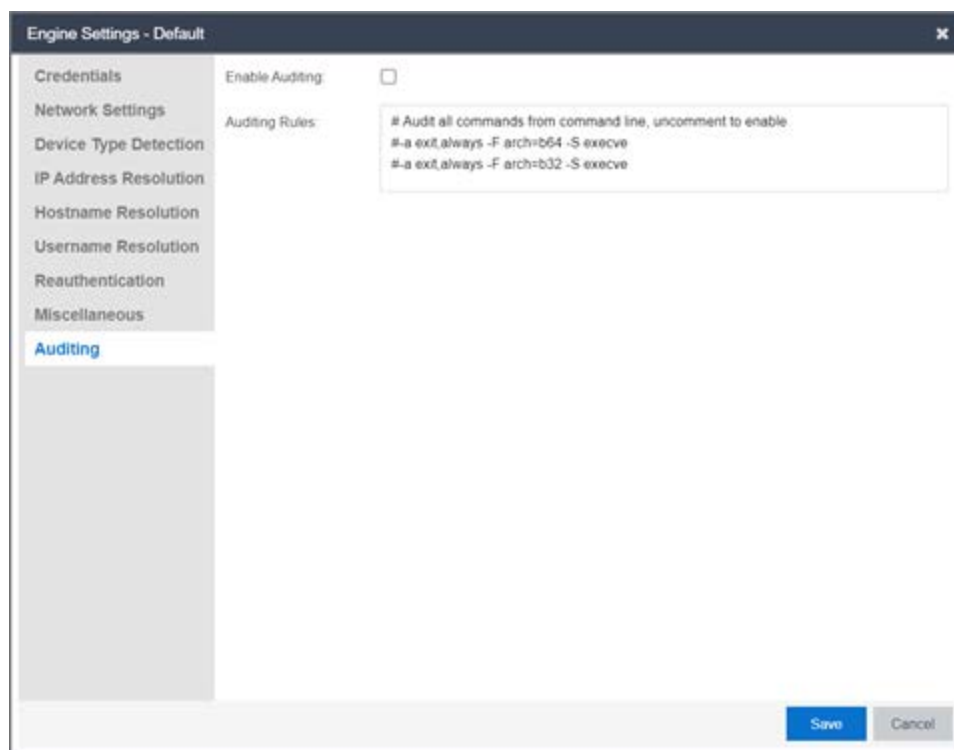 Engine Settings - Default
Credentials
Network Settings
Device Type Detection
IP Address Resolution
Hostname Resolution
Username Resolution
Reauthentication
Miscellaneous
Auditing
Enable Auditing:
Auditing Rules:
# Audit all commands from command line, uncomment to enable
#-a exit,always -F arch=b64 -S execve
#-a exit,always -F arch=b32 -S execve
Save
Cancel